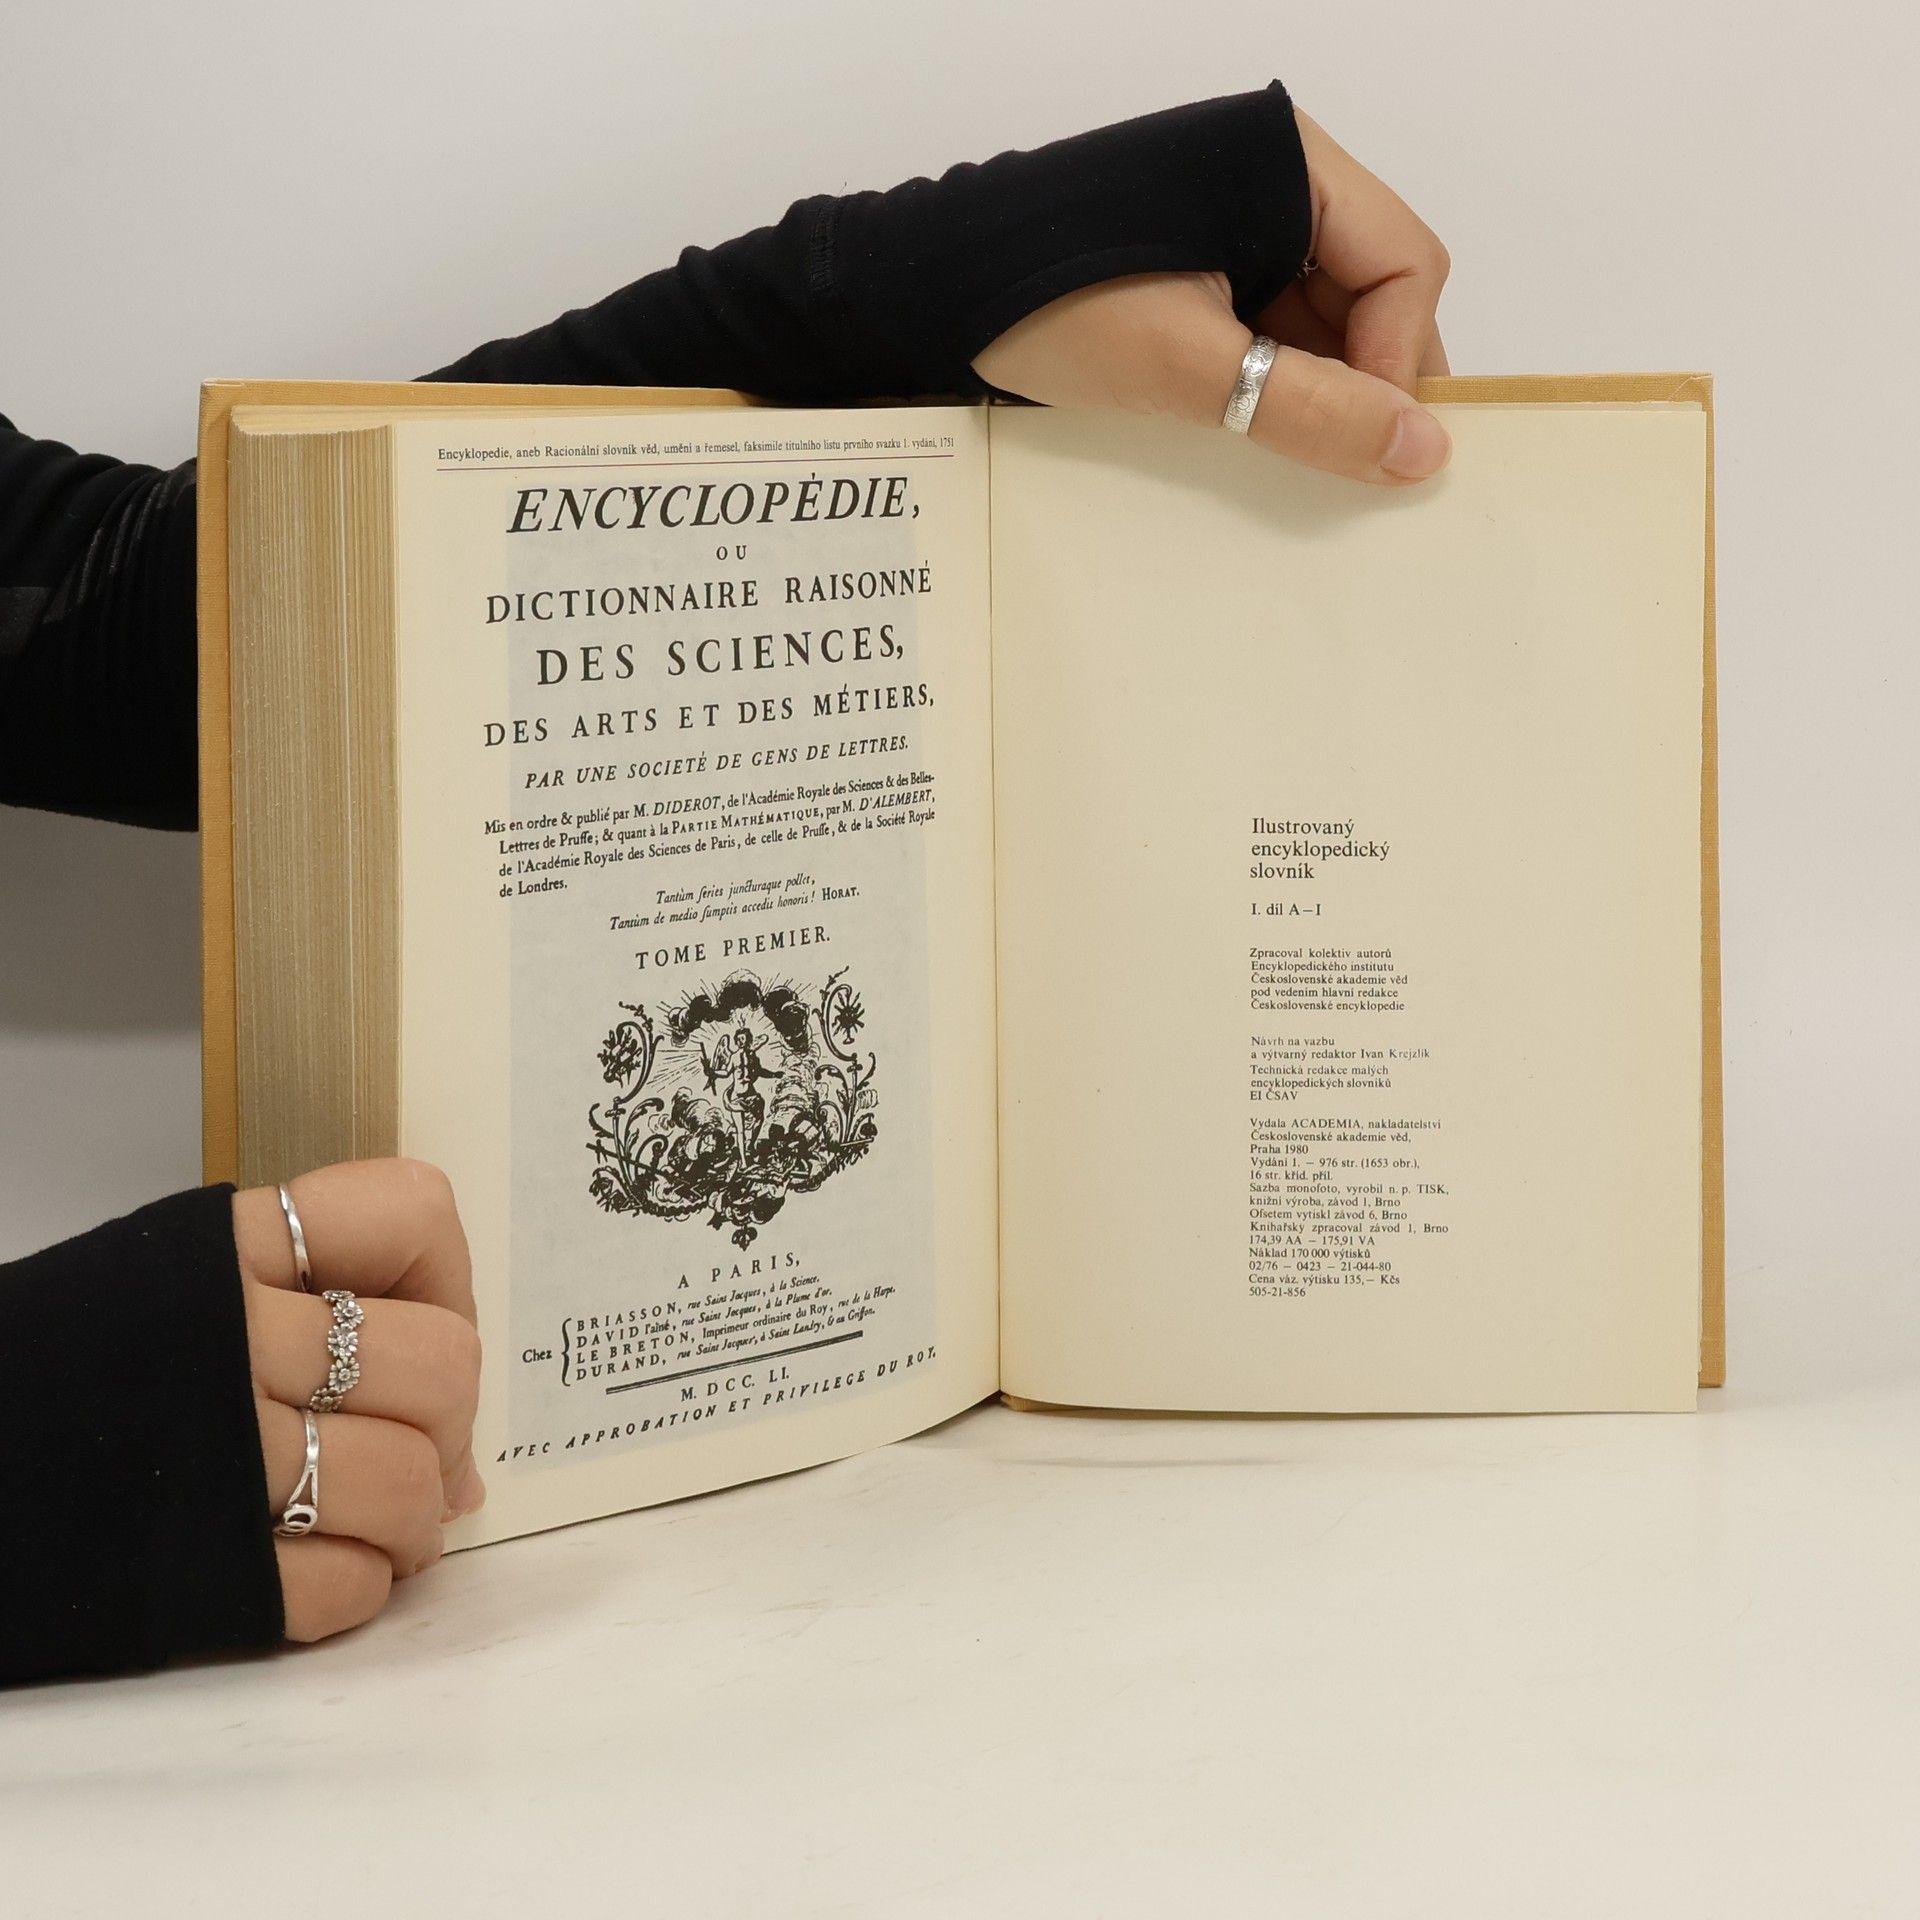 Encyklopedie, aneb Racionální slovník věd, umění a řemesel, faksimile titulního listu prvního svazku 1. vydání, 1751
ENCYCLOPÉDIE,
OU
DICTIONNAIRE RAISONNÉ
DES SCIENCES,
DES ARTS ET DES MÉTIERS,
PAR UNE SOCIETÉ DE GENS DE LETTRES.
Mis en ordre & publié par M. DIDEROT, de l'Académie Royale des Sciences & des Belles-
Lettres de Pruſſe; & quant à la PARTIE MATHÉMATIQUE, par M. D'ALEMBERT,
de l'Académie Royale des Sciences de Paris, de celle de Pruſſe, & de la Société Royale
de Londres.
Tantùm ſeries juncturaque pollet,
Tantùm de medio ſumptis accedit honoris! HORAT.
TOME PREMIER.
A PARIS,
Chez
BRIASSON, rue Saint Jacques, à la Science.
DAVID l'aîné, rue Saint Jacques, à la Plume d'or.
LE BRETON, Imprimeur ordinaire du Roy, rue de la Harpe.
DURAND, rue Saint Jacques, à Saint Landry, & au Griffon.
M. DCC. LI.
AVEC APPROBATION ET PRIVILEGE DU ROY.
Ilustrovaný
encyklopedický
slovník
I. díl A–I
Zpracoval kolektiv autorů
Encyklopedického institutu
Československé akademie věd
pod vedením hlavní redakce
Československé encyklopedie
Návrh na vazbu
a výtvarný redaktor Ivan Krejzlík
Technická redakce malých
encyklopedických slovníků
EI ČSAV
Vydala ACADEMIA, nakladatelství
Československé akademie věd,
Praha 1980
Vydání 1. – 976 str. (1653 obr.),
16 str. kříd. příl.
Sazba monofoto, vyrobil n. p. TISK,
knižní výroba, závod 1, Brno
Ofsetem vytiskl závod 6, Brno
Knihařsky zpracoval závod 1, Brno
174,39 AA – 175,91 VA
Náklad 170 000 výtisků
02/76 – 0423 – 21-044-80
Cena váz. výtisku 135,– Kčs
505-21-856